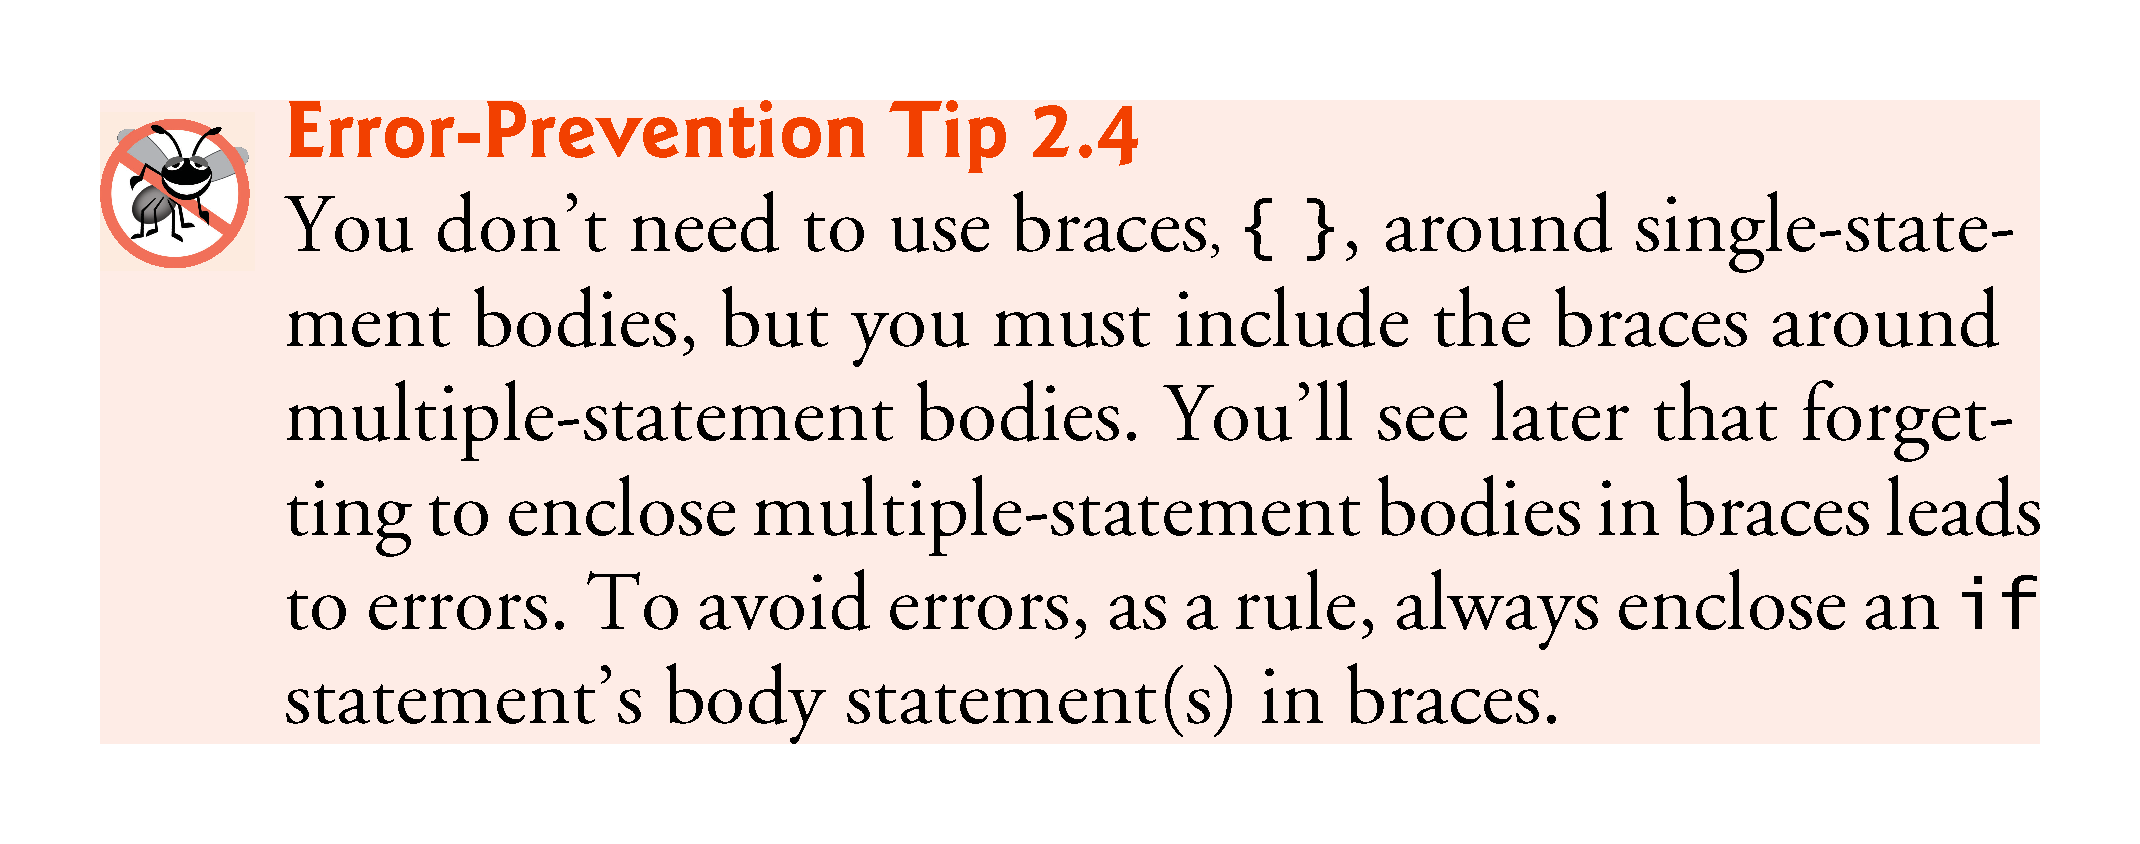 Error-Prevention Tip 2.4
You don’t need to use braces, { }, around single-state-
ment bodies, but you must include the braces around
multiple-statement bodies. You’ll see later that forget-
ting to enclose multiple-statement bodies in braces leads
to errors. To avoid errors, as a rule, always enclose an if
statement’s body statement(s) in braces.